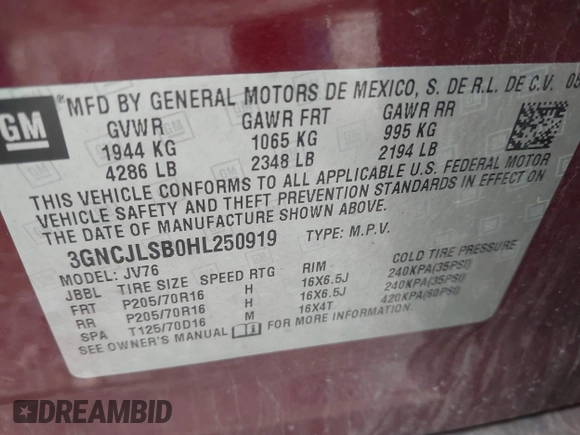 GM
MFD BY GENERAL MOTORS DE MEXICO, S. DE R.L. DE C.V. 05
GVWR GAWR FRT GAWR RR
1944 KG 1065 KG 995 KG
4286 LB 2348 LB 2194 LB
THIS VEHICLE CONFORMS TO ALL APPLICABLE U.S. FEDERAL MOTOR
VEHICLE SAFETY AND THEFT PREVENTION STANDARDS IN EFFECT ON
THE DATE OF MANUFACTURE SHOWN ABOVE.
3GNCJLSB0HL250919 TYPE: M.P.V.
MODEL: JV76
JBBL TIRE SIZE SPEED RTG RIM COLD TIRE PRESSURE
FRT P205/70R16 H 16X6.5J 240KPA(35PSI)
RR P205/70R16 H 16X6.5J 240KPA(35PSI)
SPA T125/70D16 M 16X4T 420KPA(60PSI)
SEE OWNER'S MANUAL FOR MORE INFORMATION.
DREAMBID